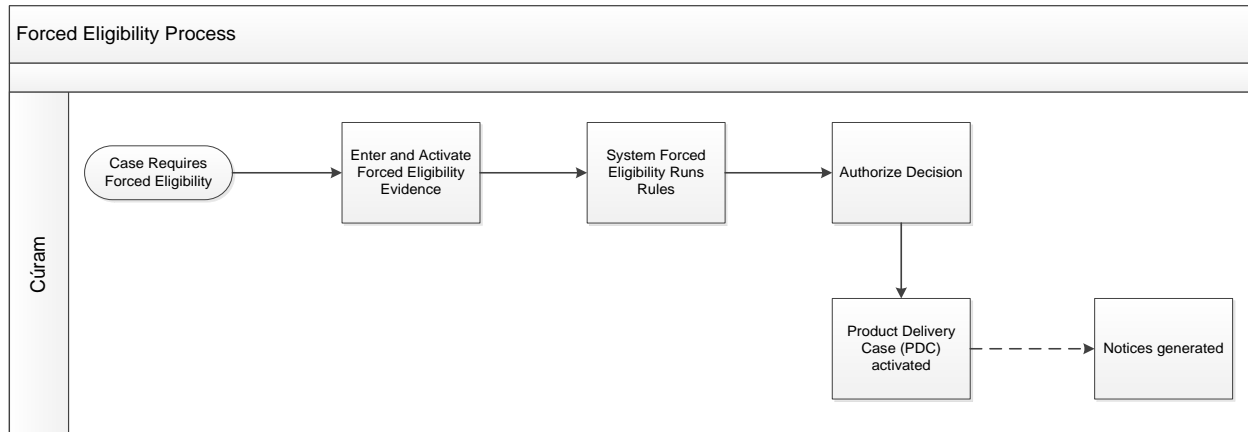 Forced Eligibility Process
Cúram
Case Requires
Forced Eligibility
Enter and Activate
Forced Eligibility
Evidence
System Forced
Eligibility Runs
Rules
Authorize Decision
Product Delivery
Case (PDC)
activated
Notices generated